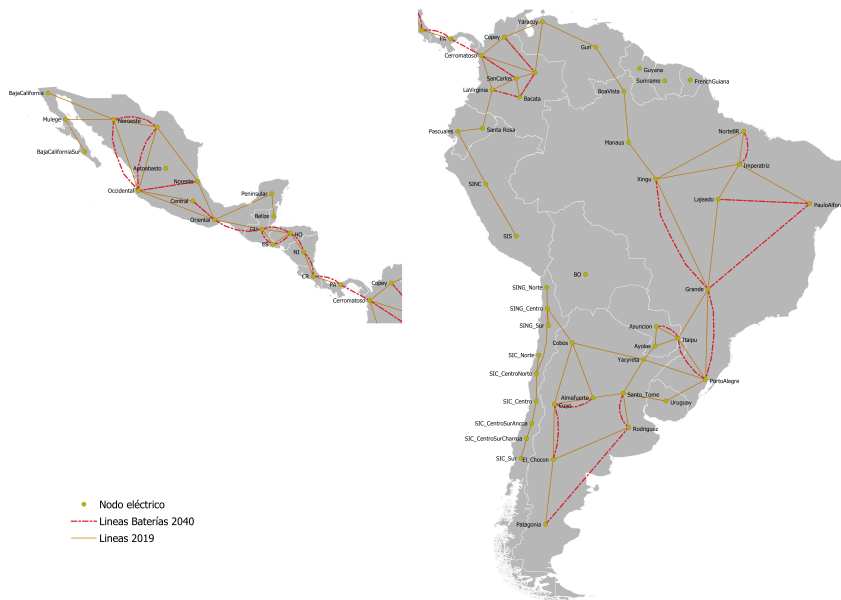 BajaCalifornia
Mulege
BajaCaliforniaSur
Noroeste
Autoabasto
Noreste
Occidental
Central
Oriental
Peninsular
Belize
GU
HO
ES
NI
CR
PA
Copey
Cerromatoso
Nodo eléctrico
Lineas Baterías 2040
Lineas 2019
PA
Copey
Yaracuy
Cerromatoso
Guri
SanCarlos
LaVirginia
Bacata
Guyana
Suriname
FrenchGuiana
BoaVista
Pascuales
Santa Rosa
Manaus
NorteBR
Imperatriz
Xingu
SINC
Lajeado
PauloAlfon
SIS
BO
Grande
SING_Norte
SING_Centro
SING_Sur
Asuncion
Itaipu
Cobos
Ayolas
SIC_Norte
Yacyreta
SIC_CentroNorte
PortoAlegre
Almafuerte
Santo_Tome
SIC_Centro
Cuyo
Uruguay
SIC_CentroSurAncoa
Rodriguez
SIC_CentroSurCharrua
SIC_Sur
El_Chocon
Patagonia